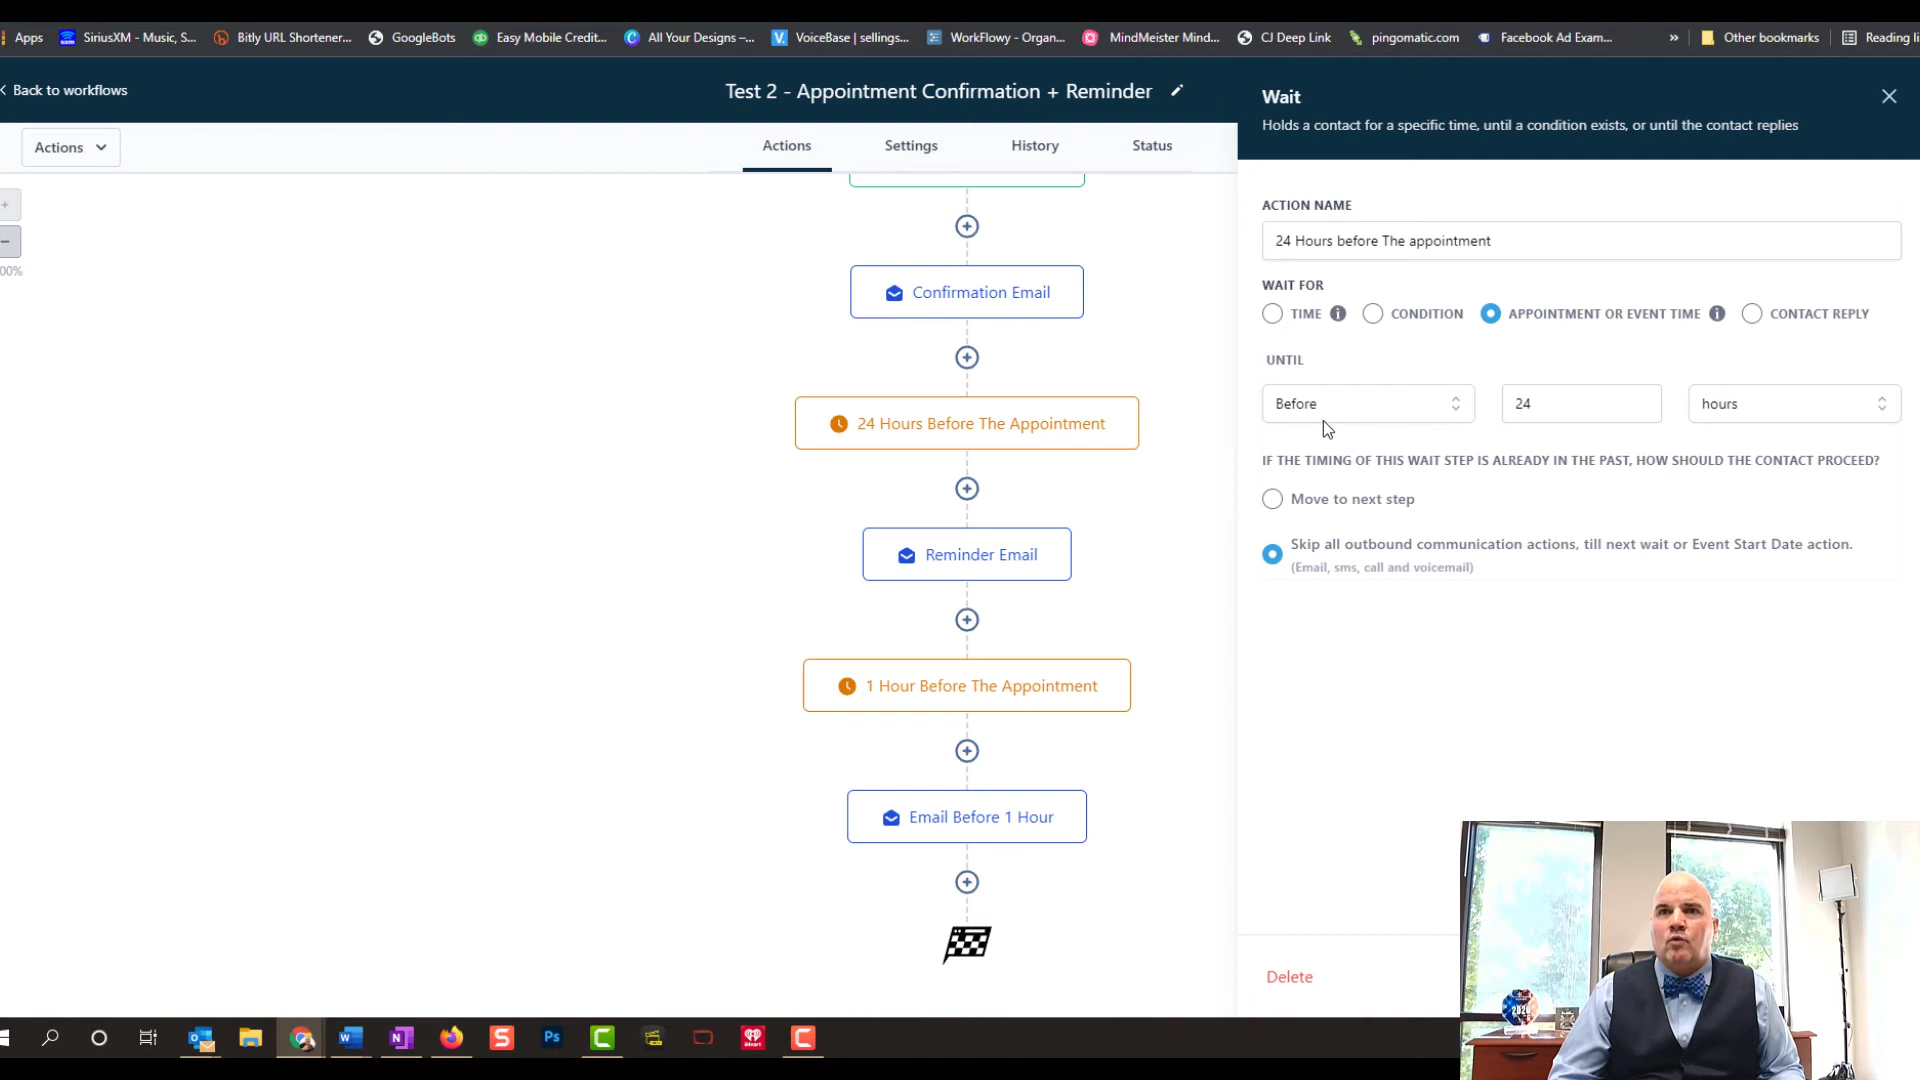 Apps SiriusXM - Music, S... Bitly URL Shortener... GoogleBots Easy Mobile Credit... All Your Designs –... VoiceBase | sellings... WorkFlowy - Organ... MindMeister Mind... CJ Deep Link pingomatic.com Facebook Ad Exam... » Other bookmarks Reading li
Back to workflows
Test 2 - Appointment Confirmation + Reminder
Wait
Holds a contact for a specific time, until a condition exists, or until the contact replies
Actions
Actions Settings History Status
ACTION NAME
24 Hours before The appointment
WAIT FOR
TIME CONDITION APPOINTMENT OR EVENT TIME CONTACT REPLY
UNTIL
Before 24 hours
IF THE TIMING OF THIS WAIT STEP IS ALREADY IN THE PAST, HOW SHOULD THE CONTACT PROCEED?
Move to next step
Skip all outbound communication actions, till next wait or Event Start Date action.
(Email, sms, call and voicemail)
Delete
+
−
00%
Confirmation Email
24 Hours Before The Appointment
Reminder Email
1 Hour Before The Appointment
Email Before 1 Hour
2020